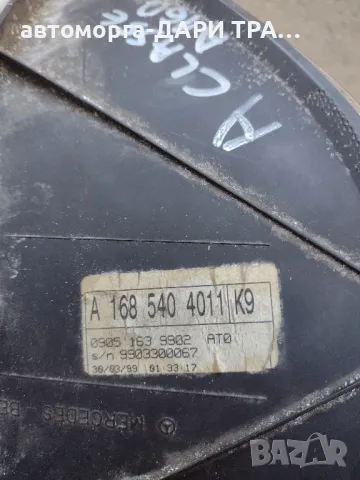 автоморга-ДАРИ ТРА...
A CLASSE
A 168 540 4011 K9
0905 163 9902 AT0
s/n 9903300067
30/03/99 01 33 17
MERCEDES-BE
BAZAR